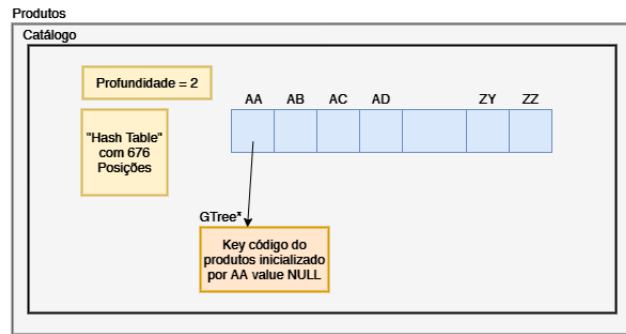 Produtos
Catálogo
Profundidade = 2
AA AB AC AD ZY ZZ
"Hash Table"
com 676
Posições
GTree*
Key código do
produtos inicializado
por AA value NULL